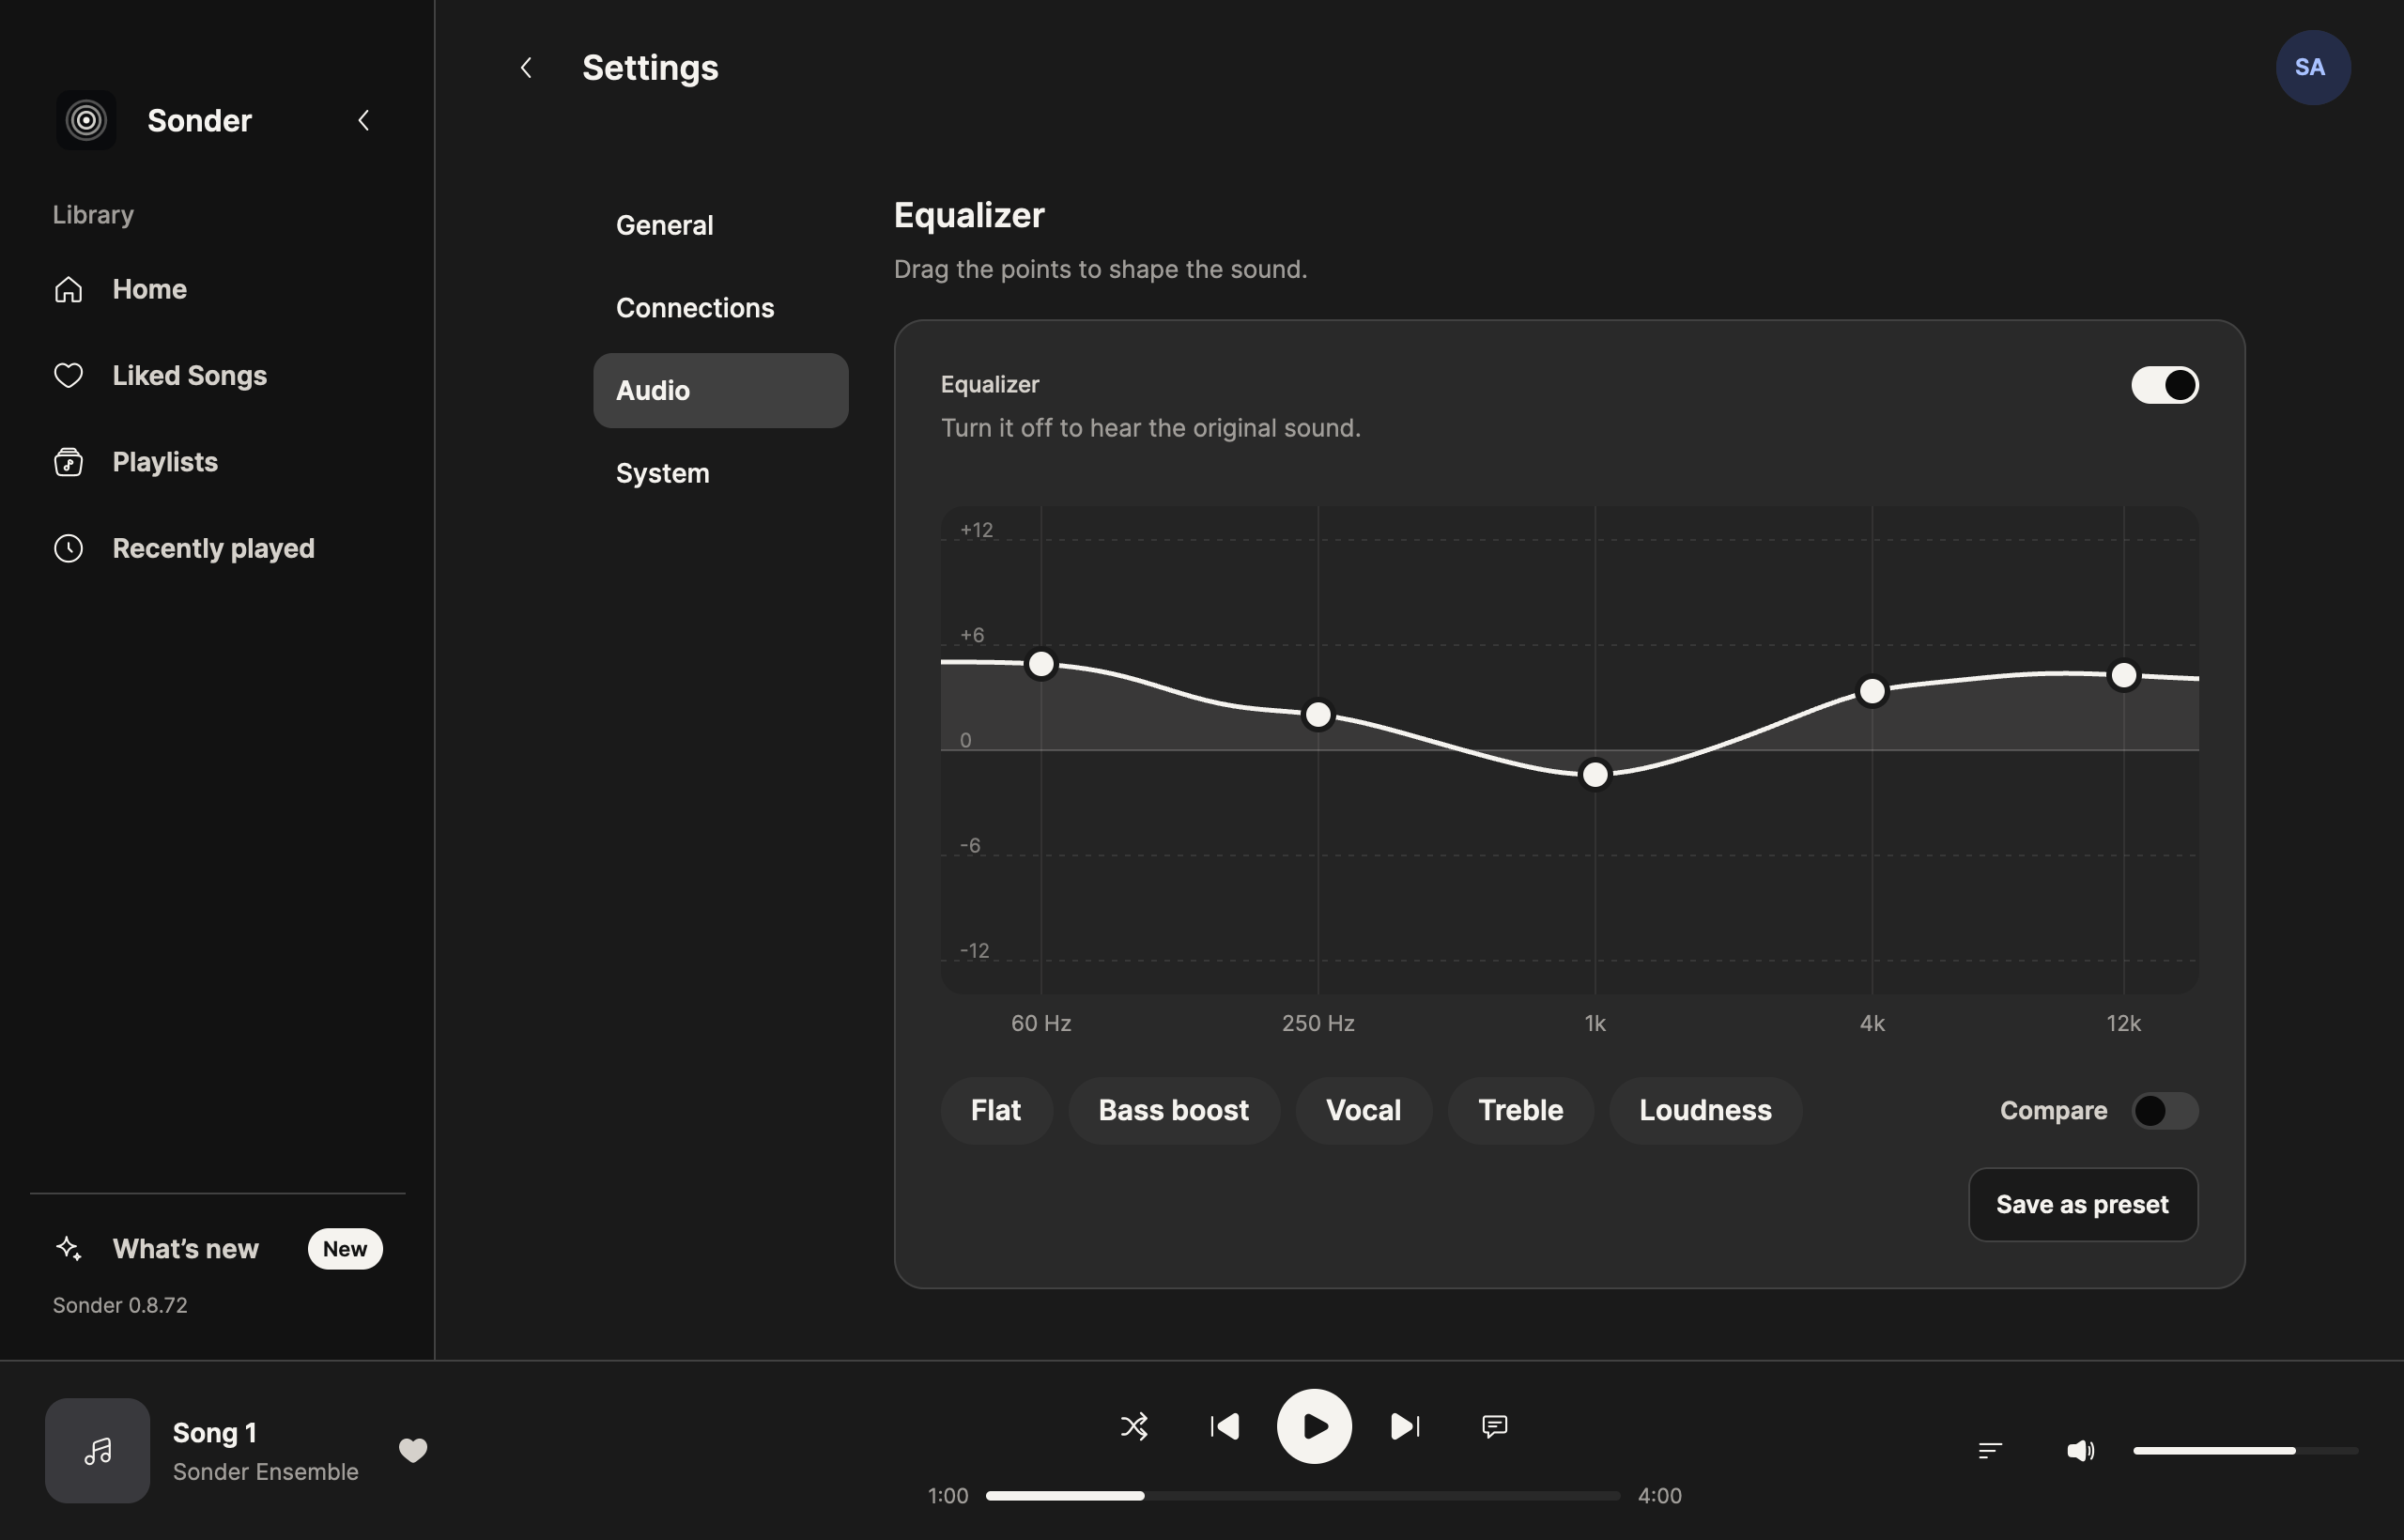 Sonder
Library
Home
Liked Songs
Playlists
Recently played
What’s new
New
Sonder 0.8.72
Settings
SA
General
Connections
Audio
System
Equalizer
Drag the points to shape the sound.
Equalizer
Turn it off to hear the original sound.
+12
+6
0
-6
-12
60 Hz 250 Hz 1k 4k 12k
Flat Bass boost Vocal Treble Loudness
Compare
Save as preset
Song 1
Sonder Ensemble
1:00
4:00